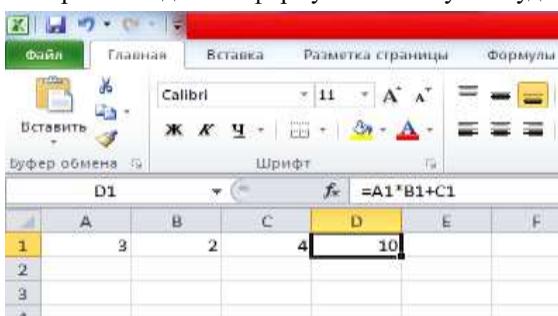 Файл Главная Вставка Разметка страницы Формулы
Calibri 11 A A
Вставить Ж К Ч A
Буфер обмена Шрифт
D1 fx =A1*B1+C1
A B C D E F
1 3 2 4 10
2
3